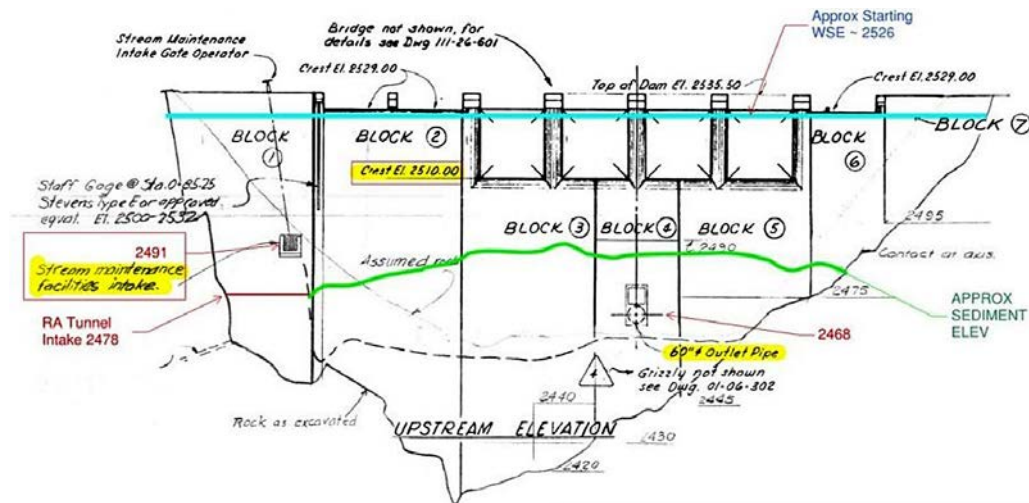 Approx Starting
WSE ~ 2526
Bridge not shown, for
details see Dwg 111-26-601
Stream Maintenance
Intake Gate Operator
Crest El. 2529.00
Top of Dam El. 2535.50
Crest El. 2529.00
BLOCK
1
BLOCK 2
BLOCK 7
BLOCK
6
Crest El. 2510.00
Staff Gage @ Sta. 0+85.25
Stevens Type E or approved
equal. El. 2500-2532
2495
BLOCK 3
BLOCK 4
BLOCK 5
2491
Stream maintenance
facilities intake.
2490
Assumed rock
Contact at axis.
2475
RA Tunnel
Intake 2478
APPROX
SEDIMENT
ELEV
2468
60"ϕ Outlet Pipe
4
Grizzly not shown
see Dwg. 01-06-302
2445
2440
Rock as excavated
UPSTREAM ELEVATION
2430
2420